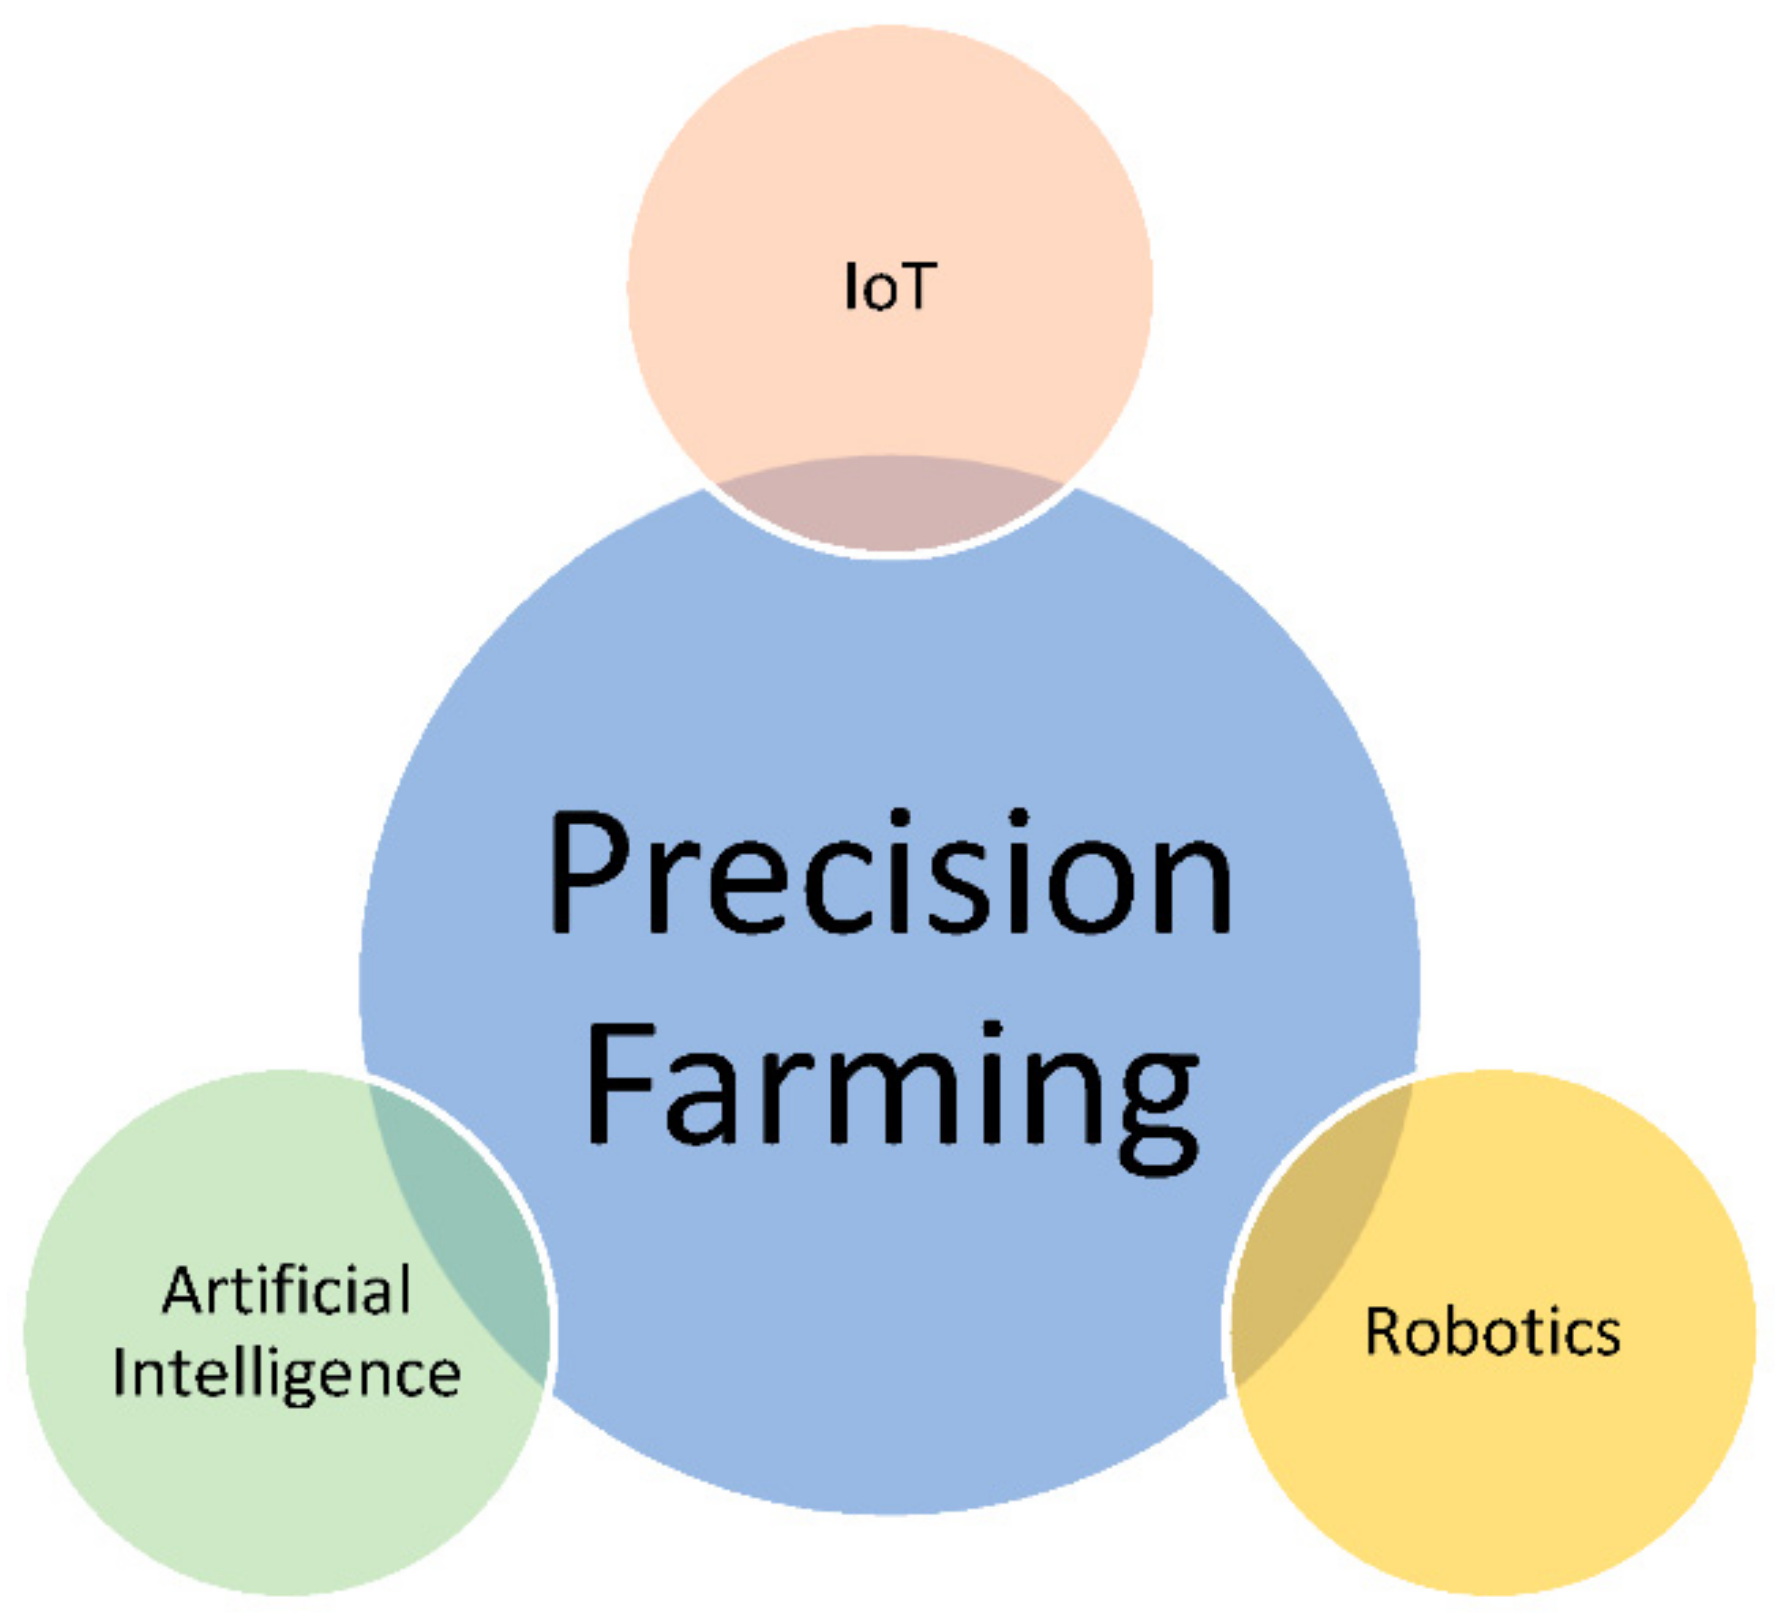 IoT
Precision
Farming
Artificial
Intelligence
Robotics